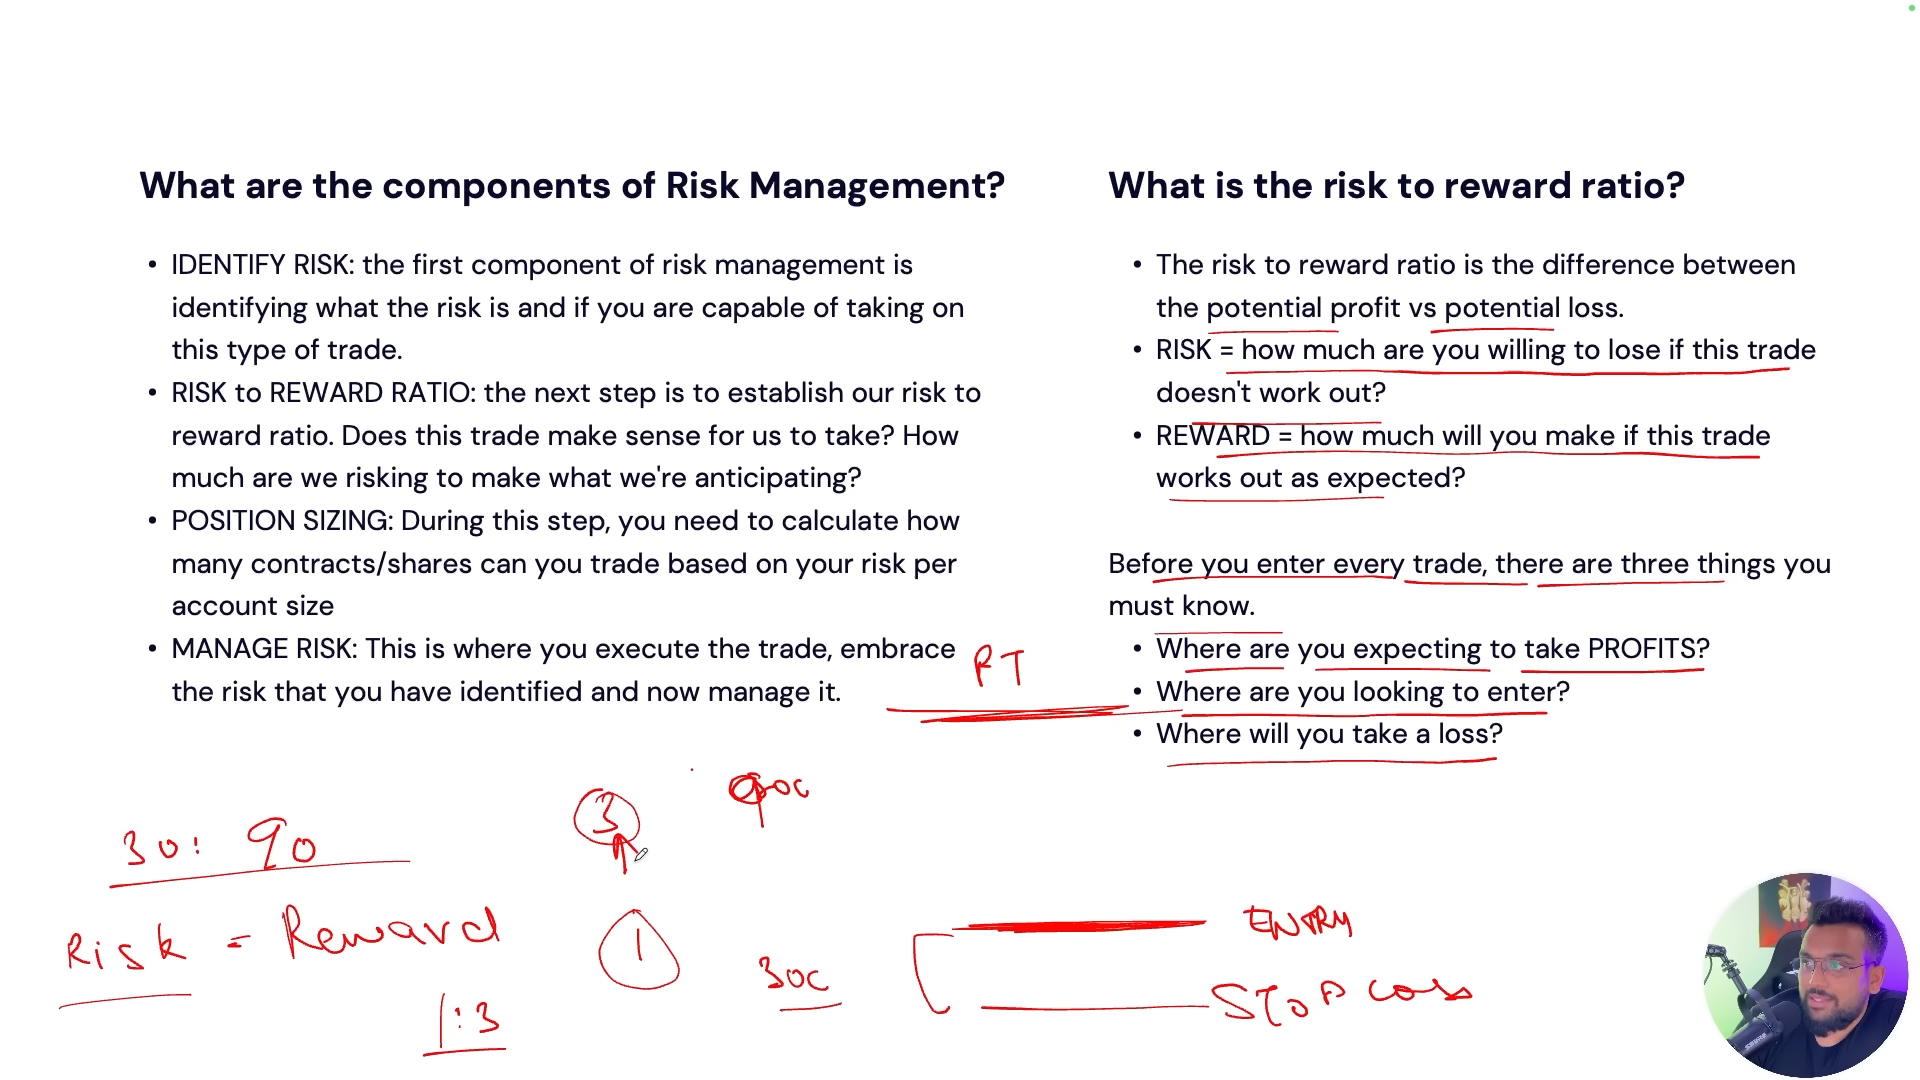 What are the components of Risk Management?
• IDENTIFY RISK: the first component of risk management is
identifying what the risk is and if you are capable of taking on
this type of trade.
• RISK to REWARD RATIO: the next step is to establish our risk to
reward ratio. Does this trade make sense for us to take? How
much are we risking to make what we're anticipating?
• POSITION SIZING: During this step, you need to calculate how
many contracts/shares can you trade based on your risk per
account size
• MANAGE RISK: This is where you execute the trade, embrace
the risk that you have identified and now manage it.
What is the risk to reward ratio?
• The risk to reward ratio is the difference between
the potential profit vs potential loss.
• RISK = how much are you willing to lose if this trade
doesn't work out?
• REWARD = how much will you make if this trade
works out as expected?
Before you enter every trade, there are three things you
must know.
• Where are you expecting to take PROFITS?
• Where are you looking to enter?
• Where will you take a loss?
PT
30: 90
Risk = Reward
1:3
3
1
90c
30c
ENTRY
STOP LOSS